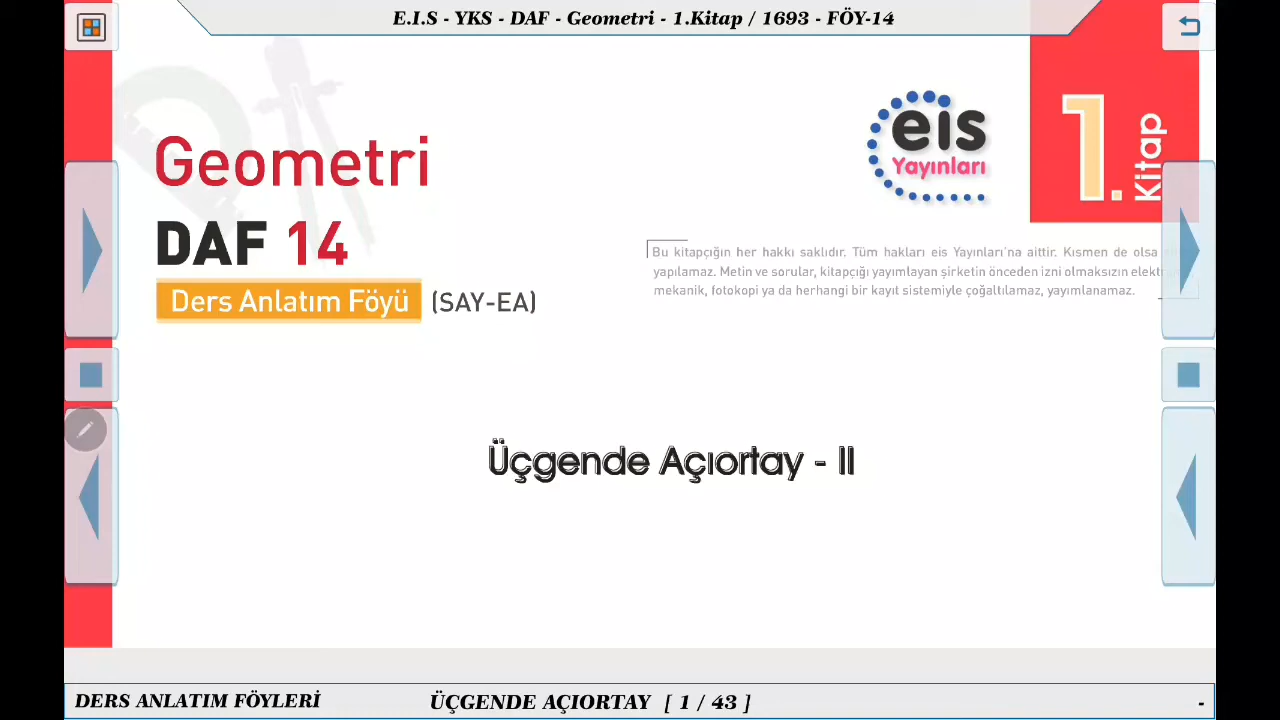 E.I.S - YKS - DAF - Geometri - 1.Kitap / 1693 - FÖY-14
eis
Yayınları
1.
Kitap
Geometri
DAF 14
Ders Anlatım Föyü (SAY-EA)
Bu kitapçığın her hakkı saklıdır. Tüm hakları eis Yayınları'na aittir. Kısmen de olsa
yapılamaz. Metin ve sorular, kitapçığı yayımlayan şirketin önceden izni olmaksızın
mekanik, fotokopi ya da herhangi bir kayıt sistemiyle çoğaltılamaz, yayımlanamaz.
Üçgende Açıortay - II
DERS ANLATIM FÖYLERİ
ÜÇGENDE AÇIORTAY [ 1 / 43 ]
-